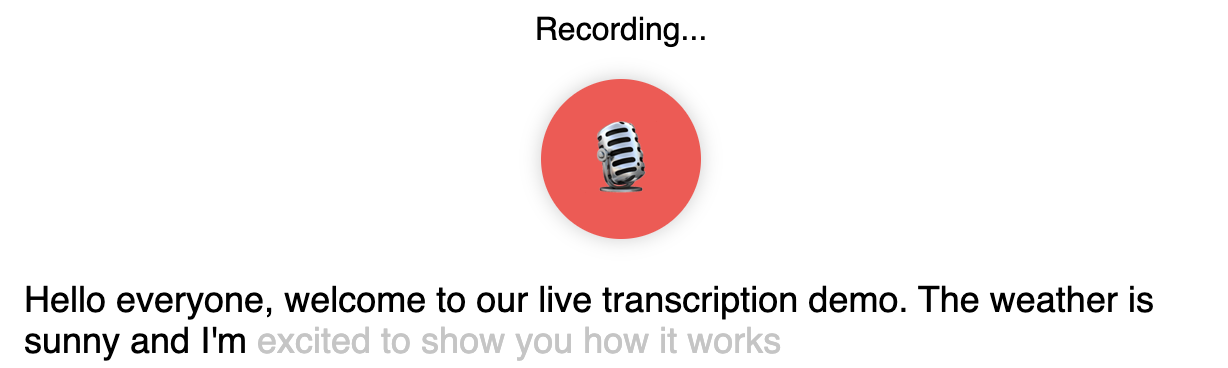 Recording...
Hello everyone, welcome to our live transcription demo. The weather is
sunny and I'm excited to show you how it works